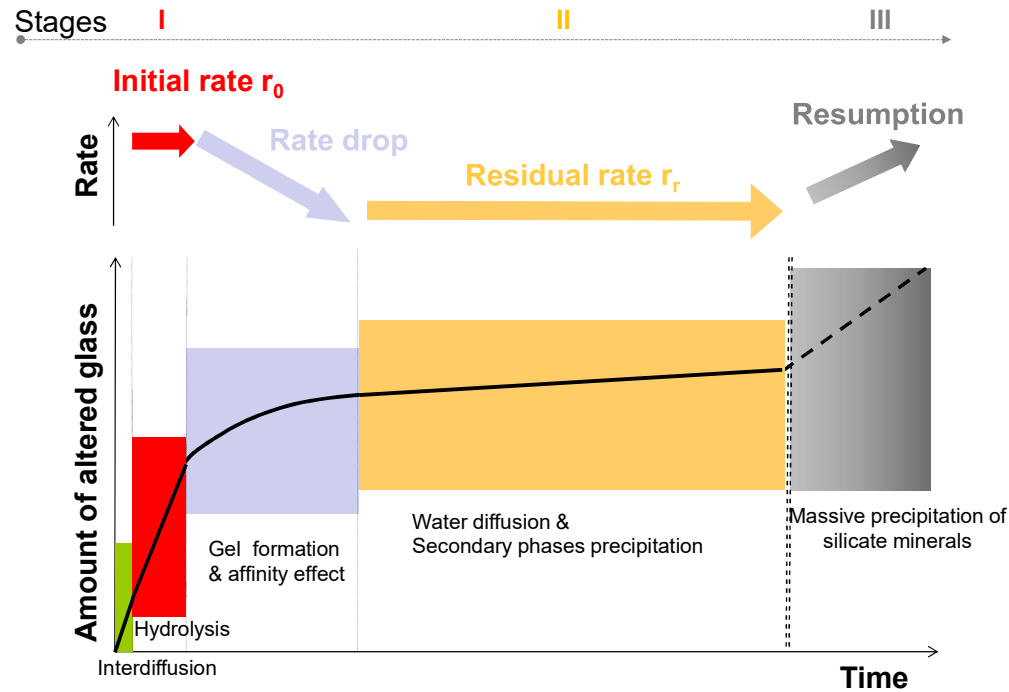 Stages I II III
Initial rate r₀
Rate
Rate drop
Residual rate rᵣ
Resumption
Amount of altered glass
Interdiffusion
Hydrolysis
Gel formation
& affinity effect
Water diffusion &
Secondary phases precipitation
Massive precipitation of
silicate minerals
Time